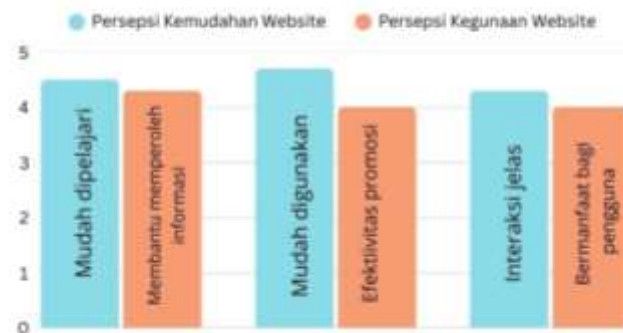 Persepsi Kemudahan Website
Persepsi Kegunaan Website
5
4
3
2
1
0
Mudah dipelajari
Membantu memperoleh
informasi
Mudah digunakan
Efektiivitas promosi
Interaksi jelas
Bermanfaat bagi
pengguna